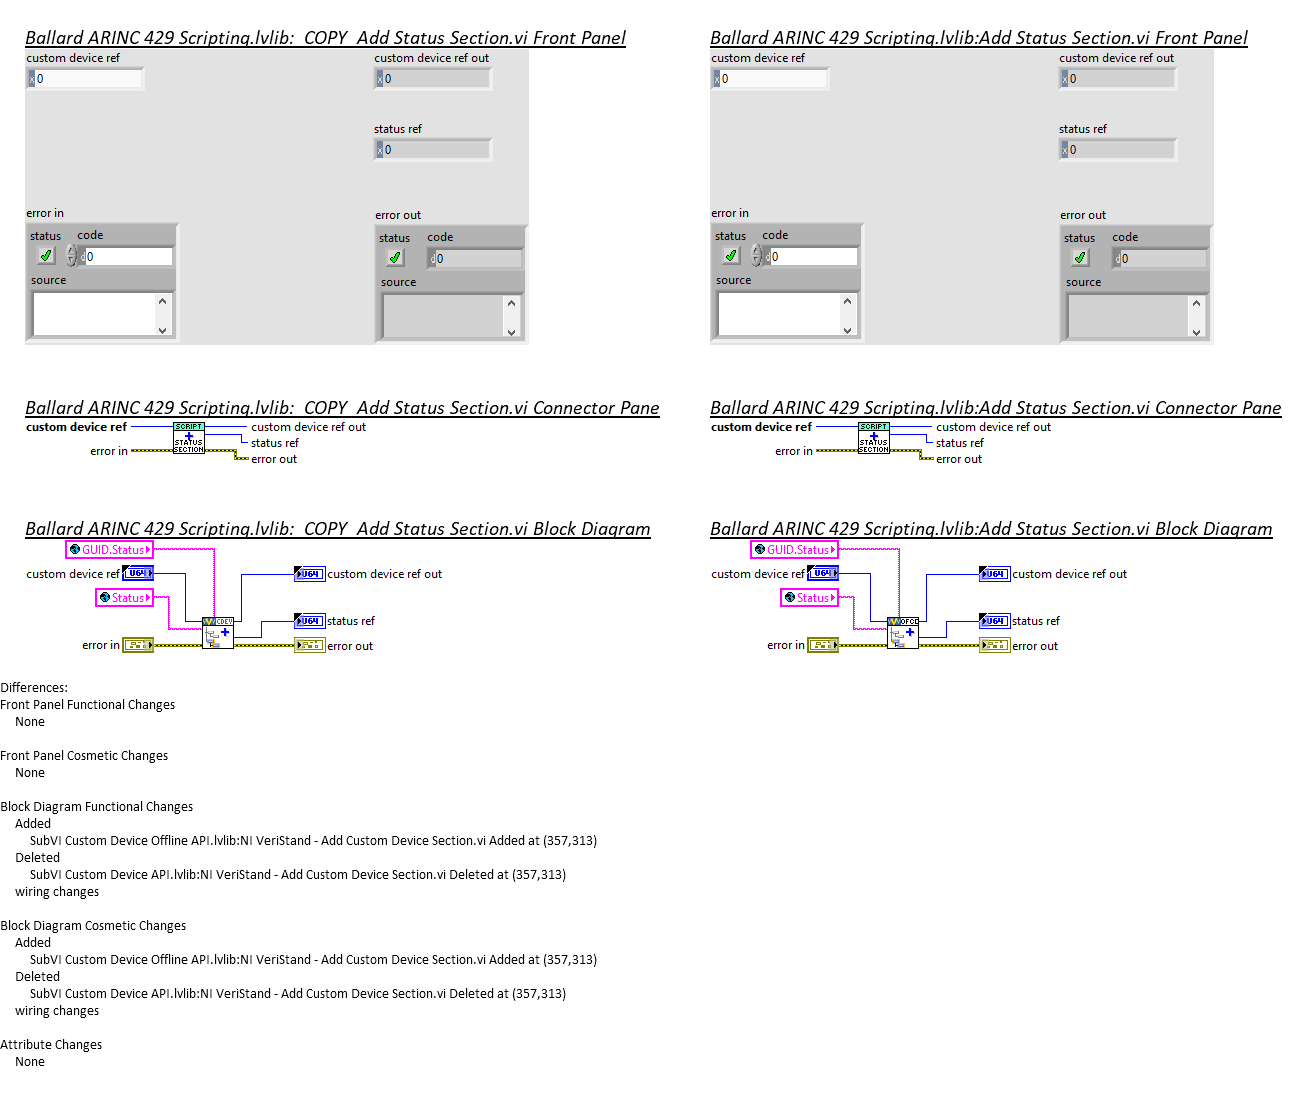 Ballard ARINC 429 Scripting.lvlib:_COPY_Add Status Section.vi Front Panel
custom device ref
custom device ref out
x 0
x 0
status ref
x 0
error in
error out
status
code
status
code
d 0
d 0
source
source
Ballard ARINC 429 Scripting.lvlib:Add Status Section.vi Front Panel
custom device ref
custom device ref out
x 0
x 0
status ref
x 0
error in
error out
status
code
status
code
d 0
d 0
source
source
Ballard ARINC 429 Scripting.lvlib:_COPY_Add Status Section.vi Connector Pane
custom device ref
SCRIPT
custom device ref out
STATUS
status ref
error in
SECTION
error out
Ballard ARINC 429 Scripting.lvlib:Add Status Section.vi Connector Pane
custom device ref
SCRIPT
custom device ref out
STATUS
status ref
error in
SECTION
error out
Ballard ARINC 429 Scripting.lvlib:_COPY_Add Status Section.vi Block Diagram
GUID.Status
custom device ref
U64
U64
custom device ref out
Status
CDEV
U64
status ref
error in
error out
Ballard ARINC 429 Scripting.lvlib:Add Status Section.vi Block Diagram
GUID.Status
custom device ref
U64
U64
custom device ref out
Status
OFCD
U64
status ref
error in
error out
Differences:
Front Panel Functional Changes
None
Front Panel Cosmetic Changes
None
Block Diagram Functional Changes
Added
SubVI Custom Device Offline API.lvlib:NI VeriStand - Add Custom Device Section.vi Added at (357,313)
Deleted
SubVI Custom Device API.lvlib:NI VeriStand - Add Custom Device Section.vi Deleted at (357,313)
wiring changes
Block Diagram Cosmetic Changes
Added
SubVI Custom Device Offline API.lvlib:NI VeriStand - Add Custom Device Section.vi Added at (357,313)
Deleted
SubVI Custom Device API.lvlib:NI VeriStand - Add Custom Device Section.vi Deleted at (357,313)
wiring changes
Attribute Changes
None